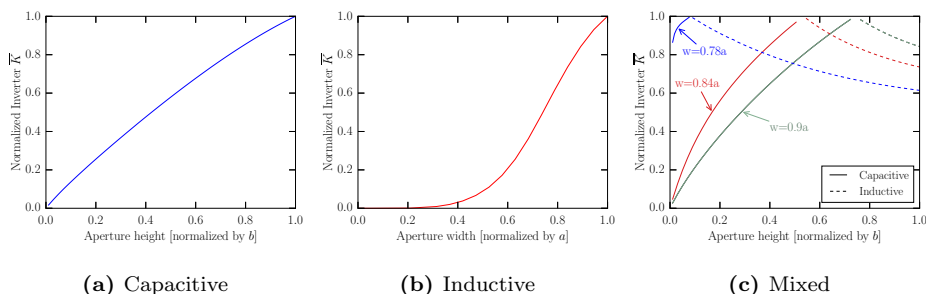 1.0
0.8
0.6
0.4
0.2
0.0
Normalized Inverter K
0.0 0.2 0.4 0.6 0.8 1.0
Aperture height [normalized by b]
(a) Capacitive
1.0
0.8
0.6
0.4
0.2
0.0
Normalized Inverter K
0.0 0.2 0.4 0.6 0.8 1.0
Aperture width [normalized by a]
(b) Inductive
1.0
0.8
0.6
0.4
0.2
0.0
Normalized Inverter K
w=0.78a
w=0.84a
w=0.9a
Capacitive
Inductive
0.0 0.2 0.4 0.6 0.8 1.0
Aperture height [normalized by b]
(c) Mixed